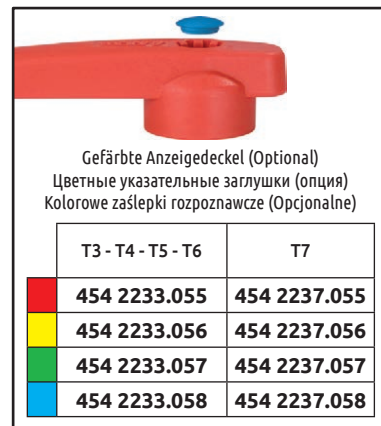 Gefärbte Anzeigedeckel (Optional)
Цветные указательные заглушки (опция)
Kolorowe zaślepki rozpoznawcze (Opcjonalne)
T3 - T4 - T5 - T6 T7
454 2233.055 454 2237.055
454 2233.056 454 2237.056
454 2233.057 454 2237.057
454 2233.058 454 2237.058